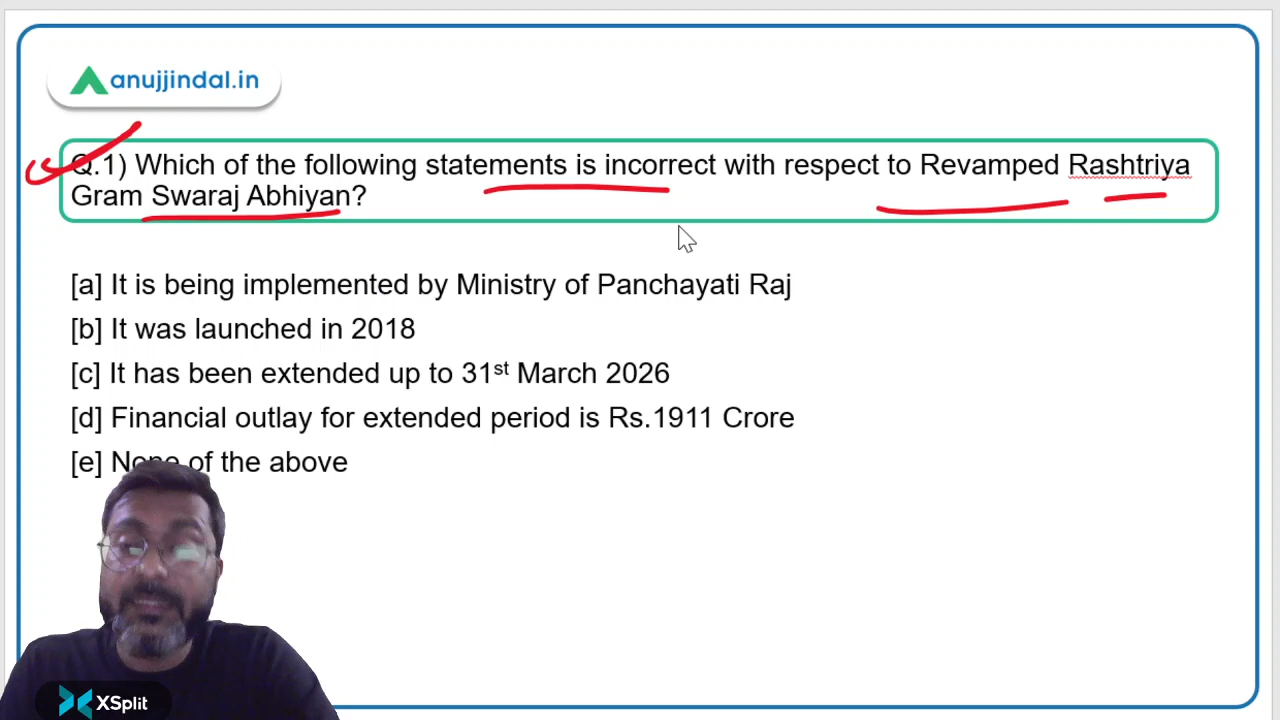 anujjindal.in
Q.1) Which of the following statements is incorrect with respect to Revamped Rashtriya
Gram Swaraj Abhiyan?
[a] It is being implemented by Ministry of Panchayati Raj
[b] It was launched in 2018
[c] It has been extended up to 31st March 2026
[d] Financial outlay for extended period is Rs.1911 Crore
[e] None of the above
XSplit